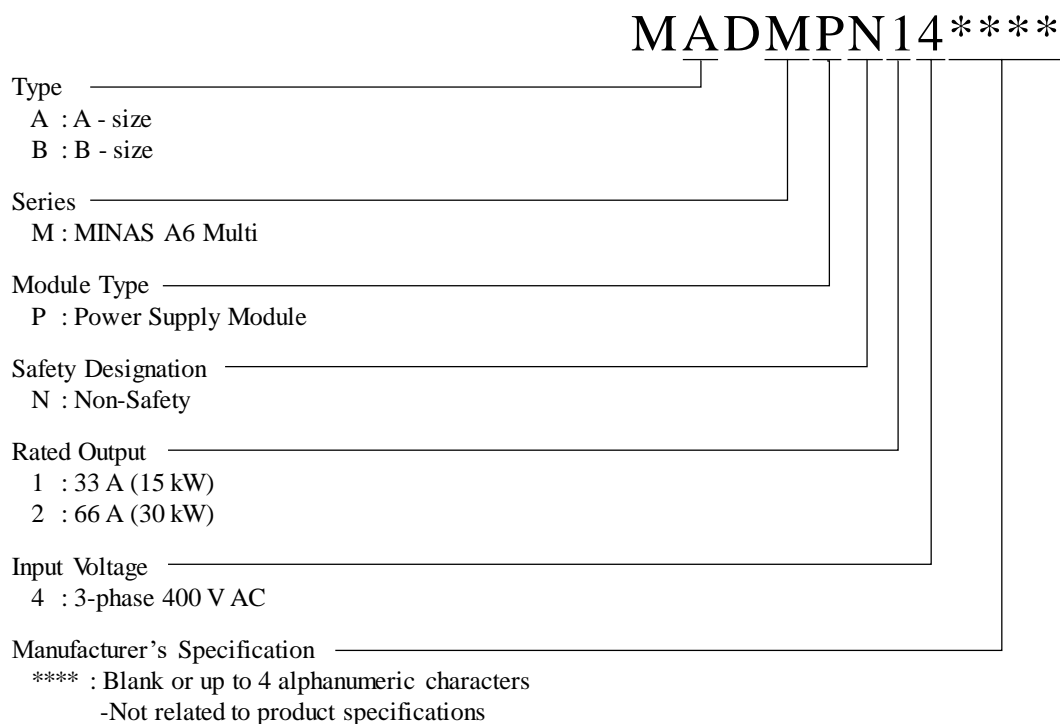 MADMPN14****
Type
A : A - size
B : B - size
Series
M : MINAS A6 Multi
Module Type
P : Power Supply Module
Safety Designation
N : Non-Safety
Rated Output
1 : 33 A (15 kW)
2 : 66 A (30 kW)
Input Voltage
4 : 3-phase 400 V AC
Manufacturer’s Specification
**** : Blank or up to 4 alphanumeric characters
-Not related to product specifications